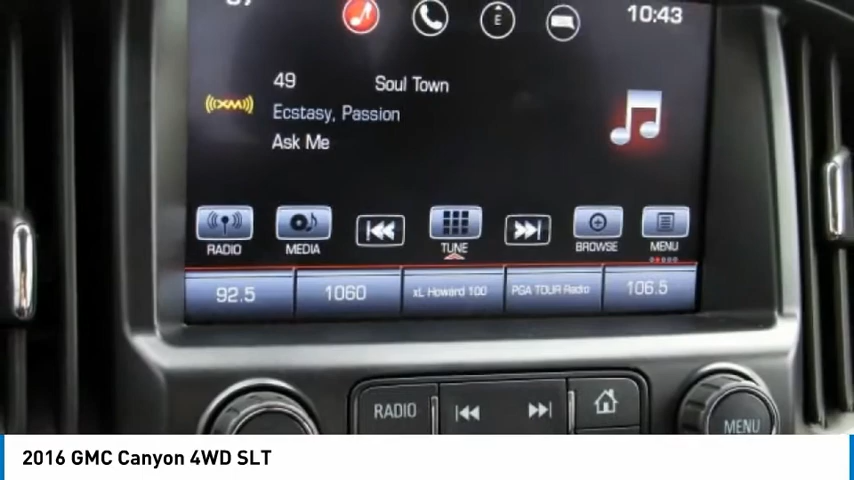 10:43
E
49 Soul Town
((XM)) Ecstasy, Passion
Ask Me
RADIO MEDIA TUNE BROWSE MENU
92.5 1060 xL Howard 100 PGA TOUR Radio 106.5
RADIO MENU
2016 GMC Canyon 4WD SLT